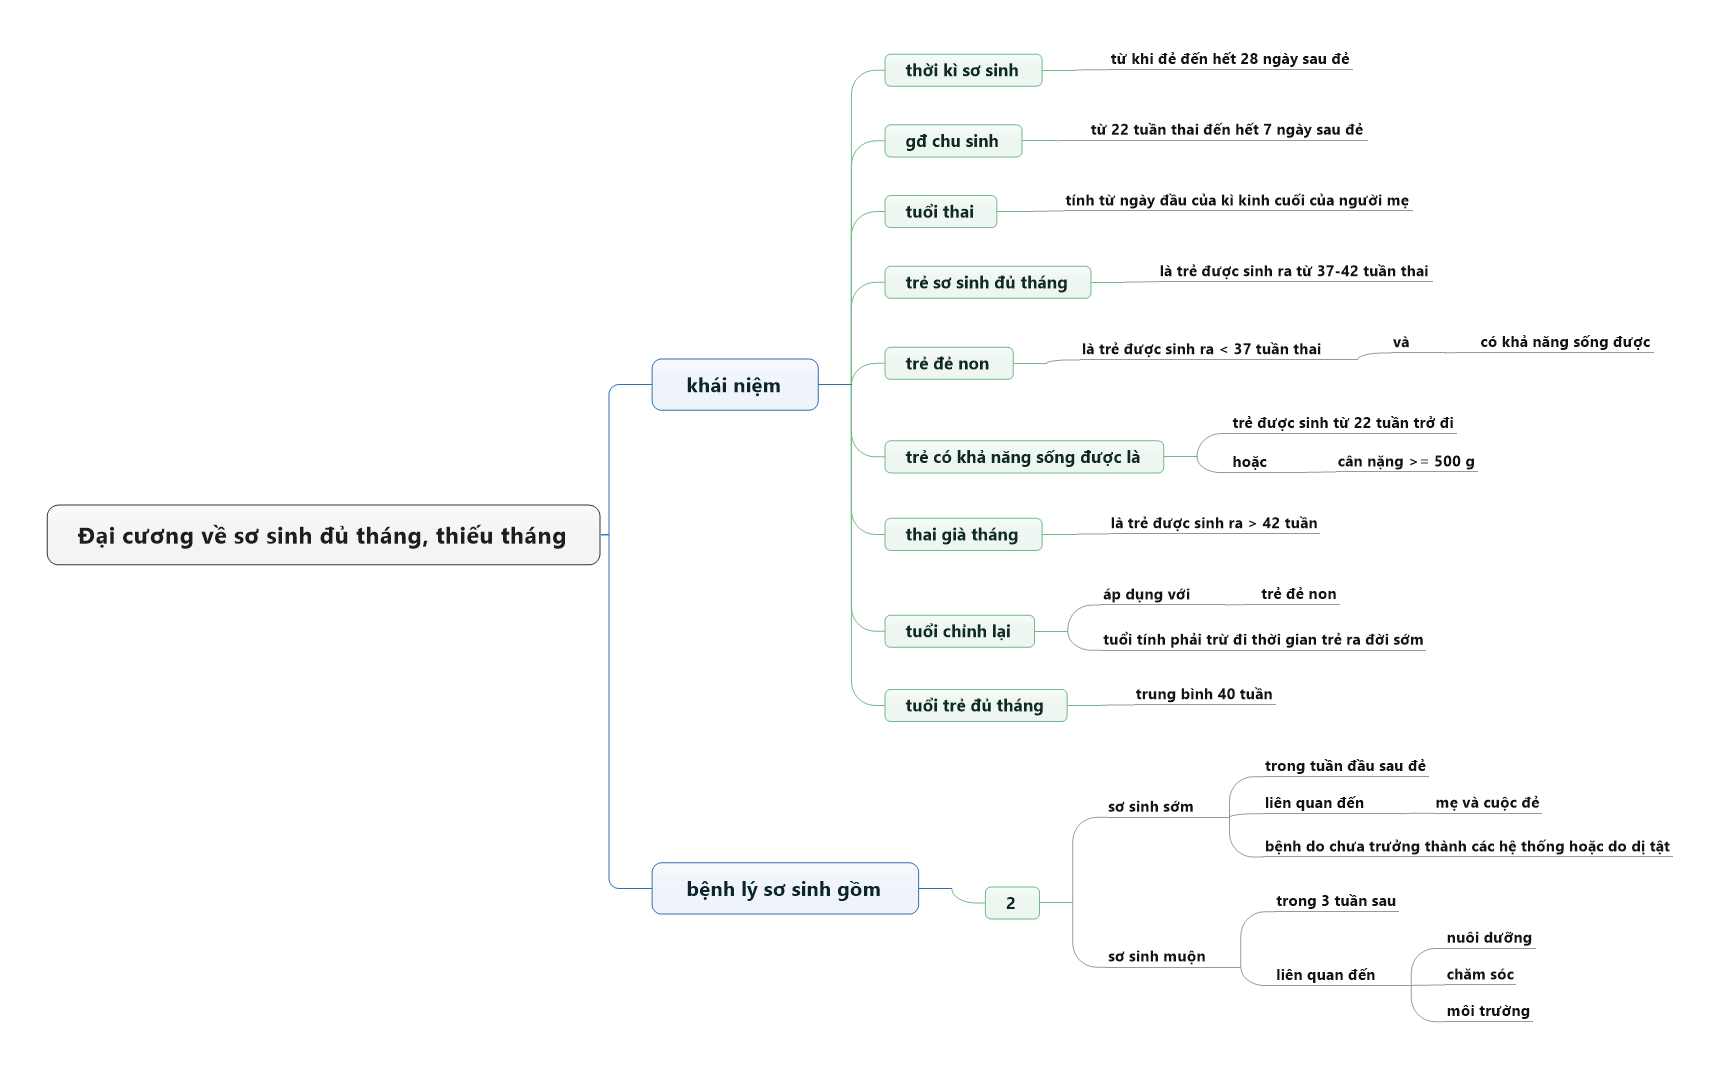 Đại cương về sơ sinh đủ tháng, thiếu tháng
khái niệm
thời kì sơ sinh
từ khi đẻ đến hết 28 ngày sau đẻ
gđ chu sinh
từ 22 tuần thai đến hết 7 ngày sau đẻ
tuổi thai
tính từ ngày đầu của kì kinh cuối của người mẹ
trẻ sơ sinh đủ tháng
là trẻ được sinh ra từ 37-42 tuần thai
trẻ đẻ non
là trẻ được sinh ra < 37 tuần thai
và
có khả năng sống được
trẻ có khả năng sống được là
trẻ được sinh từ 22 tuần trở đi
hoặc
cân nặng >= 500 g
thai già tháng
là trẻ được sinh ra > 42 tuần
tuổi chỉnh lại
áp dụng với
trẻ đẻ non
tuổi tính phải trừ đi thời gian trẻ ra đời sớm
tuổi trẻ đủ tháng
trung bình 40 tuần
bệnh lý sơ sinh gồm
2
sơ sinh sớm
trong tuần đầu sau đẻ
liên quan đến
mẹ và cuộc đẻ
bệnh do chưa trưởng thành các hệ thống hoặc do dị tật
sơ sinh muộn
trong 3 tuần sau
liên quan đến
nuôi dưỡng
chăm sóc
môi trường